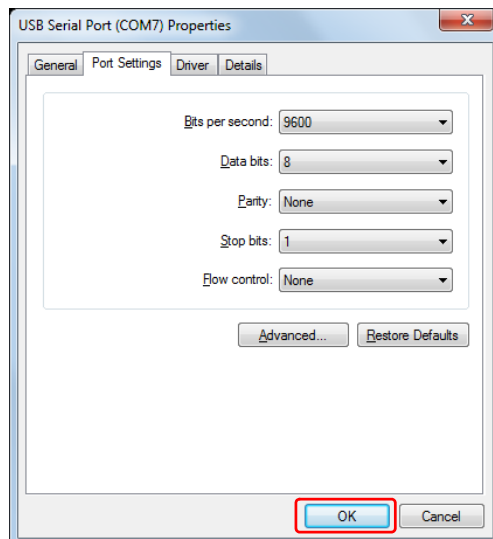 USB Serial Port (COM7) Properties
General Port Settings Driver Details
Bits per second: 9600
Data bits: 8
Parity: None
Stop bits: 1
Flow control: None
Advanced... Restore Defaults
OK Cancel